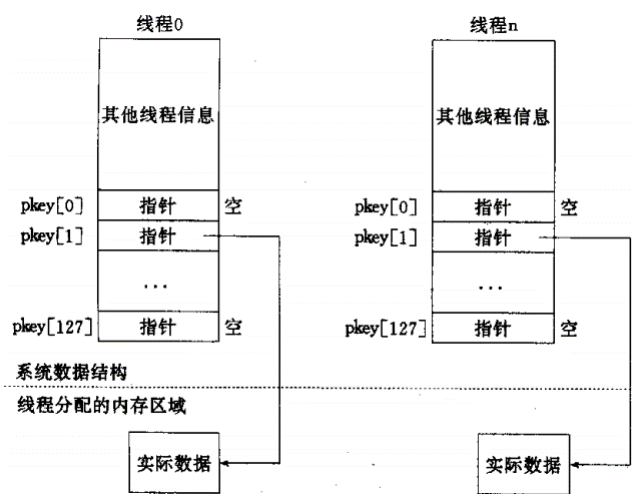 线程0 线程n
其他线程信息 其他线程信息
pkey[0] 指针 空 pkey[0] 指针 空
pkey[1] 指针 pkey[1] 指针
... ...
pkey[127] 指针 空 pkey[127] 指针 空
系统数据结构
线程分配的内存区域
实际数据 实际数据